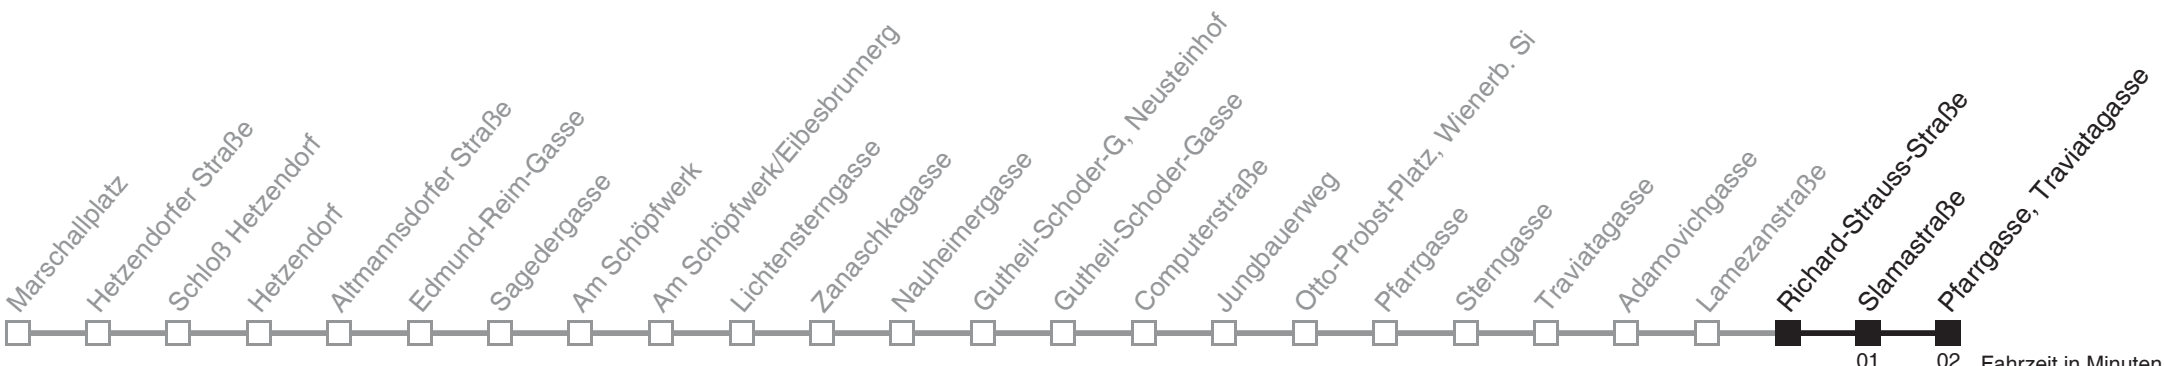 Marschallplatz
Hetzendorfer Straße
Schloß Hetzendorf
Hetzendorf
Altmannsdorfer Straße
Edmund-Reim-Gasse
Sagedergasse
Am Schöpfwerk
Am Schöpfwerk/Eibesbrunnerg
Lichtensterngasse
Zanaschkagasse
Nauheimergasse
Gutheil-Schoder-G, Neusteinhof
Gutheil-Schoder-Gasse
Computerstraße
Jungbauerweg
Otto-Probst-Platz, Wienerb. Si
Pfarrgasse
Sterngasse
Traviatagasse
Adamovichgasse
Lamezanstraße
Richard-Strauss-Straße
Slamastraße
Pfarrgasse, Traviatagasse
01 02 Fahrzeit in Minuten